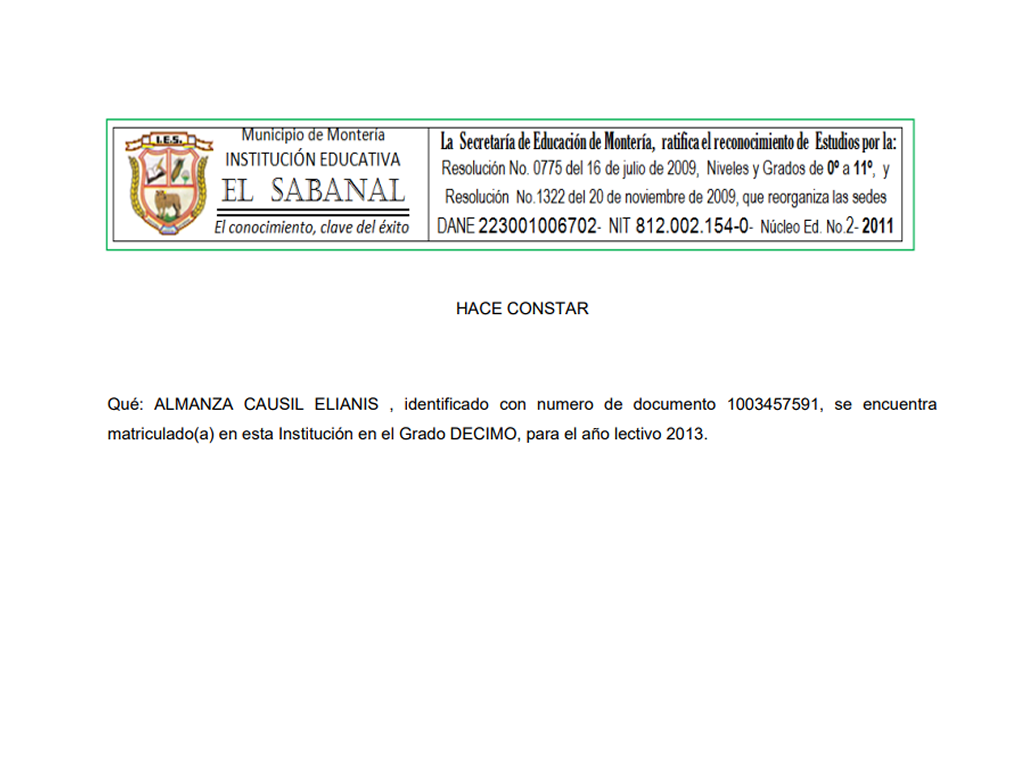 I.E.S.
Municipio de Montería
INSTITUCIÓN EDUCATIVA
EL SABANAL
El conocimiento, clave del éxito
La Secretaría de Educación de Montería, ratifica el reconocimiento de Estudios por la:
Resolución No. 0775 del 16 de julio de 2009, Niveles y Grados de 0º a 11º, y
Resolución No.1322 del 20 de noviembre de 2009, que reorganiza las sedes
DANE 223001006702- NIT 812.002.154-0- Núcleo Ed. No.2- 2011
HACE CONSTAR
Qué: ALMANZA CAUSIL ELIANIS , identificado con numero de documento 1003457591, se encuentra
matriculado(a) en esta Institución en el Grado DECIMO, para el año lectivo 2013.